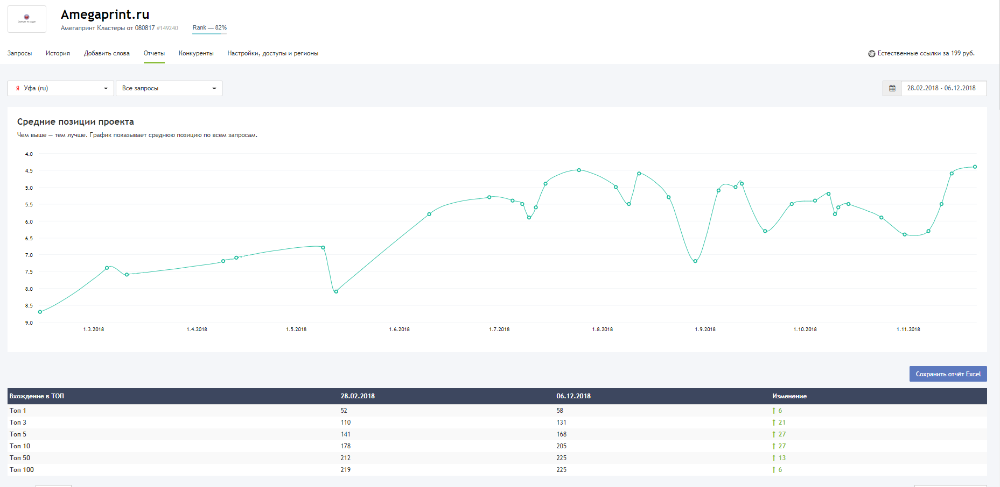 Amegaprint.ru
Амегапринт Кластеры от 080817 #149240
Rank — 82%
Запросы История Добавить слова Отчеты Конкуренты Настройки, доступы и регионы
Естественные ссылки за 199 руб.
Я Уфа (ru) Все запросы 28.02.2018 - 06.12.2018
Средние позиции проекта
Чем выше — тем лучше. График показывает среднюю позицию по всем запросам.
4.0
4.5
5.0
5.5
6.0
6.5
7.0
7.5
8.0
8.5
9.0
1.3.2018 1.4.2018 1.5.2018 1.6.2018 1.7.2018 1.8.2018 1.9.2018 1.10.2018 1.11.2018
Сохранить отчёт Excel
Вхождение в ТОП 28.02.2018 06.12.2018 Изменение
Топ 1 52 58 ↑ 6
Топ 3 110 131 ↑ 21
Топ 5 141 168 ↑ 27
Топ 10 178 205 ↑ 27
Топ 50 212 225 ↑ 13
Топ 100 219 225 ↑ 6